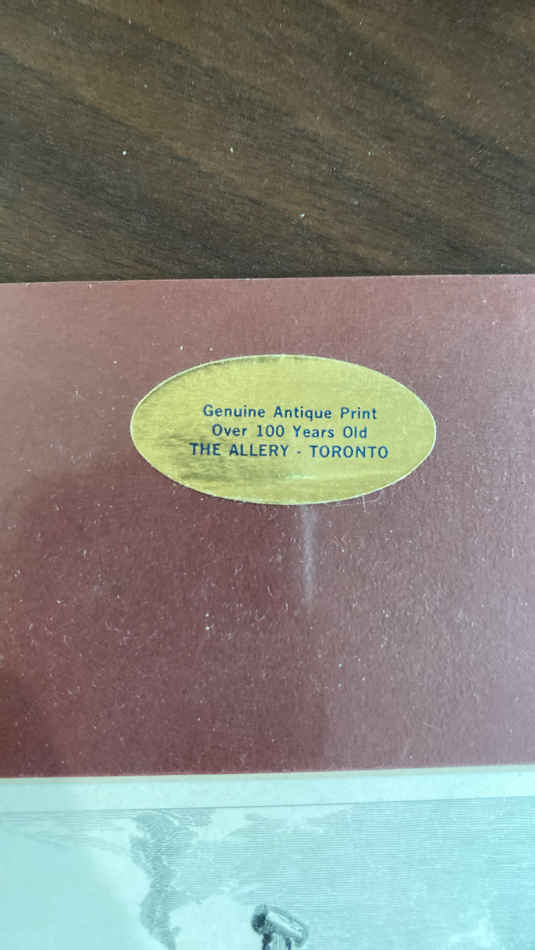 Genuine Antique Print
Over 100 Years Old
THE ALLERY - TORONTO